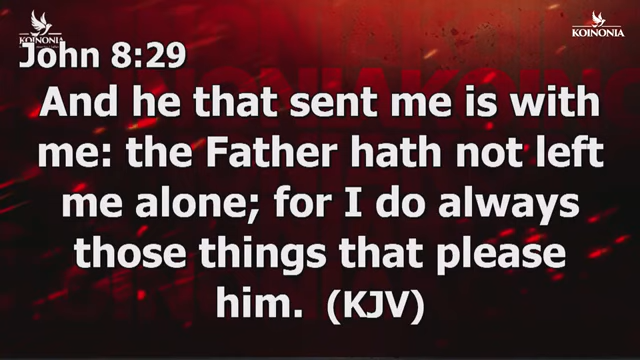 KOINONIA
KOINONIA
John 8:29
And he that sent me is with
me: the Father hath not left
me alone; for I do always
those things that please
him. (KJV)